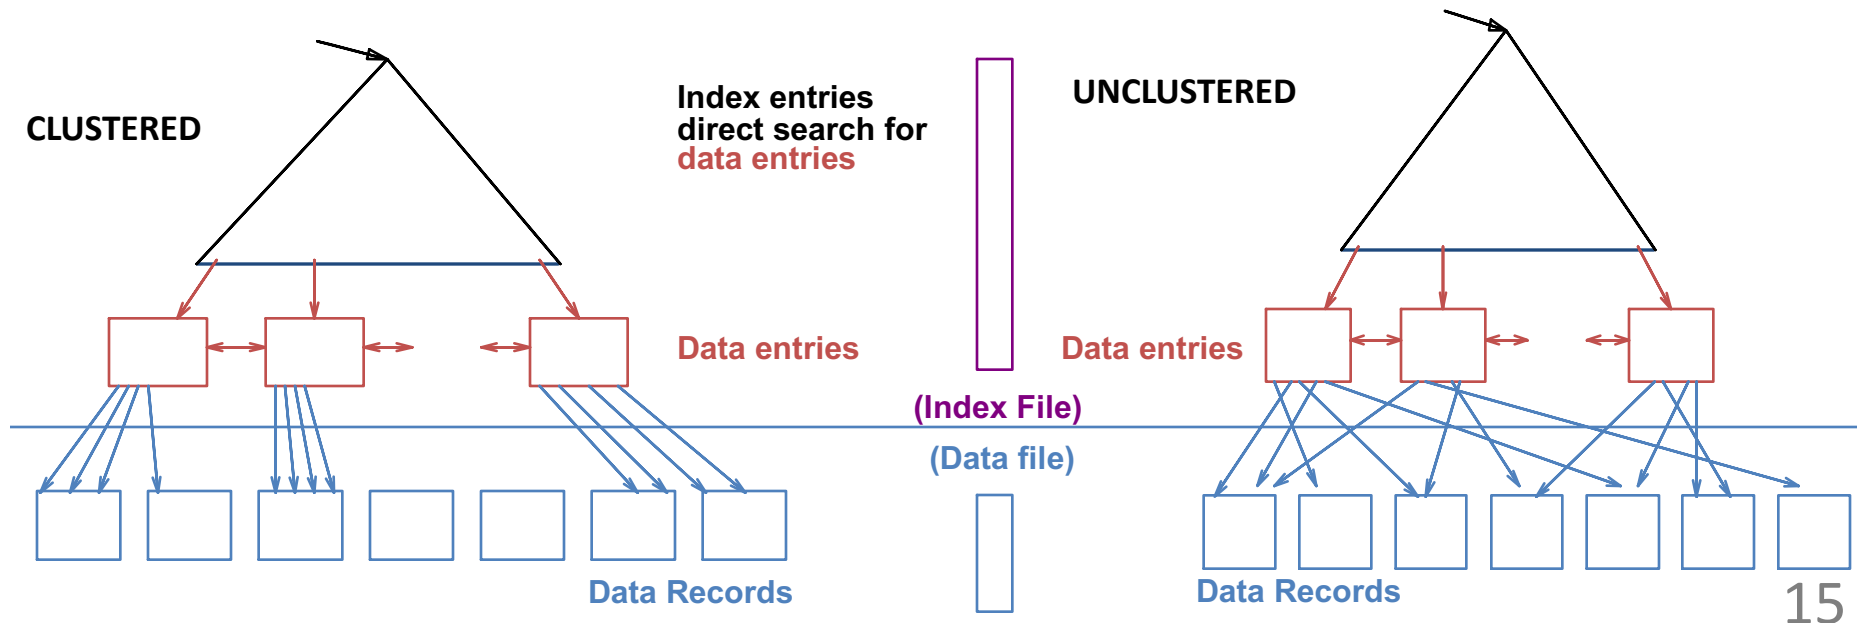 CLUSTERED
Index entries
direct search for
data entries
UNCLUSTERED
Data entries
Data entries
(Index File)
(Data file)
Data Records
Data Records
15